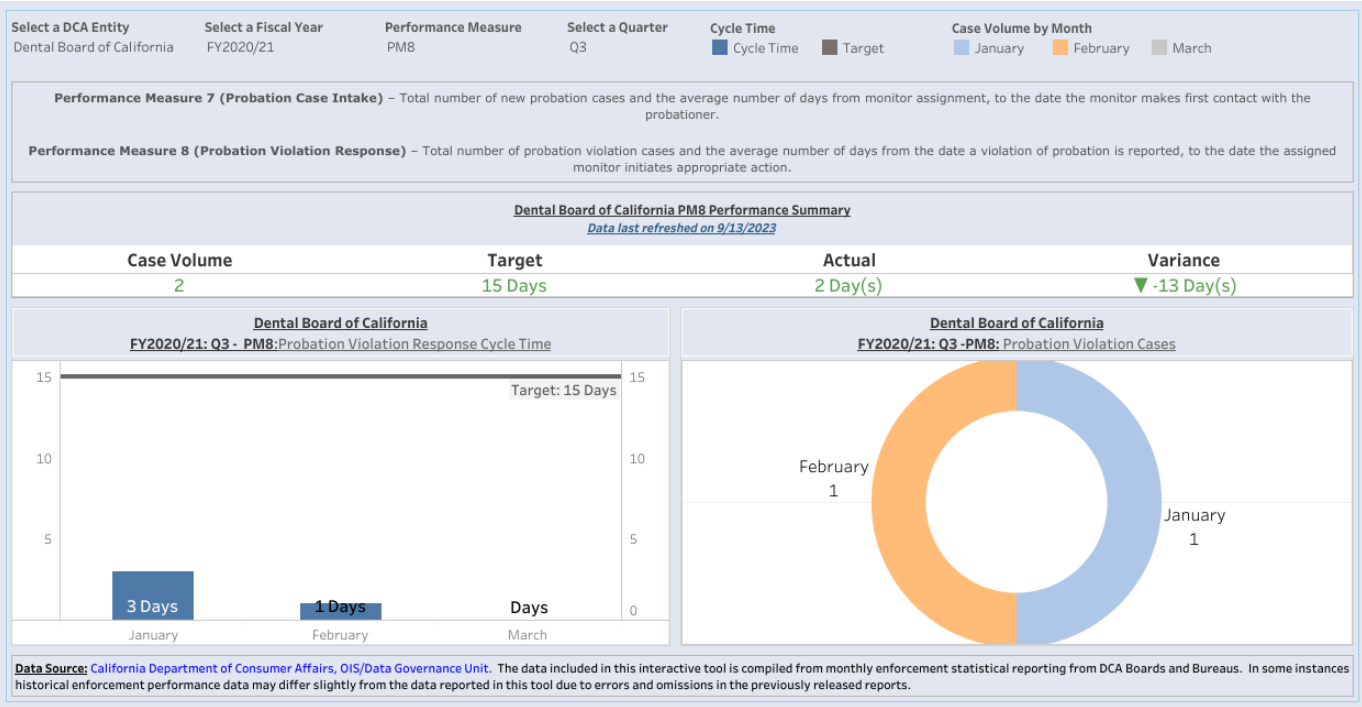 Select a DCA Entity
Select a Fiscal Year
Performance Measure
Select a Quarter
Cycle Time
Case Volume by Month
Dental Board of California
FY2020/21
PM8
Q3
Cycle Time
Target
January
February
March
Performance Measure 7 (Probation Case Intake) – Total number of new probation cases and the average number of days from monitor assignment, to the date the monitor makes first contact with the
probationer.
Performance Measure 8 (Probation Violation Response) – Total number of probation violation cases and the average number of days from the date a violation of probation is reported, to the date the assigned
monitor initiates appropriate action.
Dental Board of California PM8 Performance Summary
Data last refreshed on 9/13/2023
Case Volume
Target
Actual
Variance
2
15 Days
2 Day(s)
▼ -13 Day(s)
Dental Board of California
FY2020/21: Q3 - PM8:Probation Violation Response Cycle Time
15
15
Target: 15 Days
10
10
5
5
3 Days
1 Days
Days
0
January
February
March
Dental Board of California
FY2020/21: Q3 -PM8: Probation Violation Cases
February
1
January
1
Data Source: California Department of Consumer Affairs, OIS/Data Governance Unit. The data included in this interactive tool is compiled from monthly enforcement statistical reporting from DCA Boards and Bureaus. In some instances
historical enforcement performance data may differ slightly from the data reported in this tool due to errors and omissions in the previously released reports.